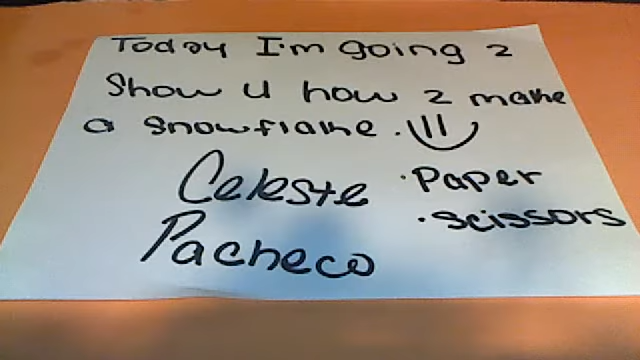 Today I'm going 2
Show u how 2 make
a snowflake. 
Celeste
Pacheco
·Paper
·scissors